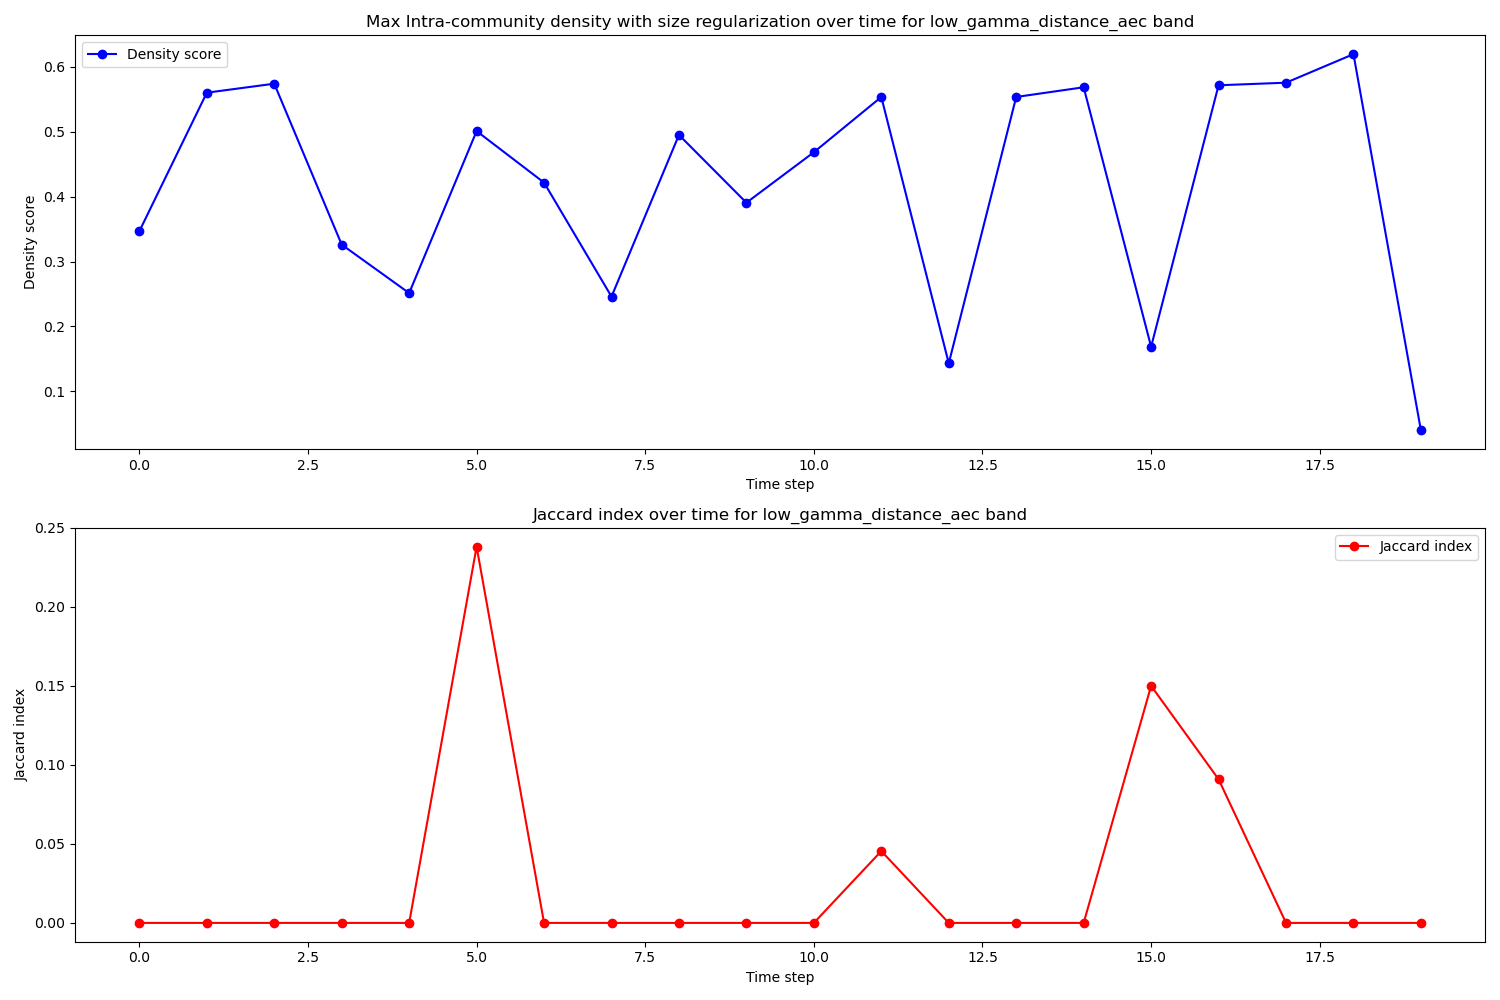 Max Intra-community density with size regularization over time for low_gamma_distance_aec band
Density score
0.6
0.5
0.4
0.3
0.2
0.1
Density score
0.0 2.5 5.0 7.5 10.0 12.5 15.0 17.5
Time step
Jaccard index over time for low_gamma_distance_aec band
Jaccard index
0.25
0.20
0.15
0.10
0.05
0.00
Jaccard index
0.0 2.5 5.0 7.5 10.0 12.5 15.0 17.5
Time step